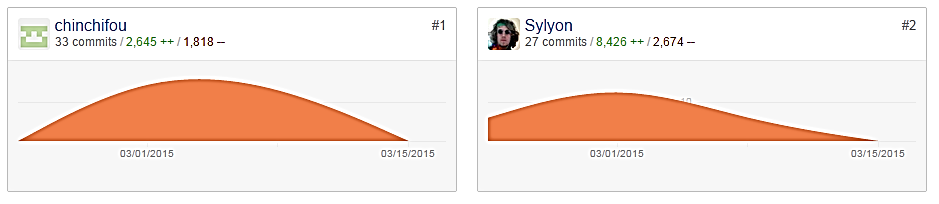 chinchifou #1
33 commits / 2,645 ++ / 1,818 --
03/01/2015 03/15/2015
Sylyon #2
27 commits / 8,426 ++ / 2,674 --
03/01/2015 03/15/2015